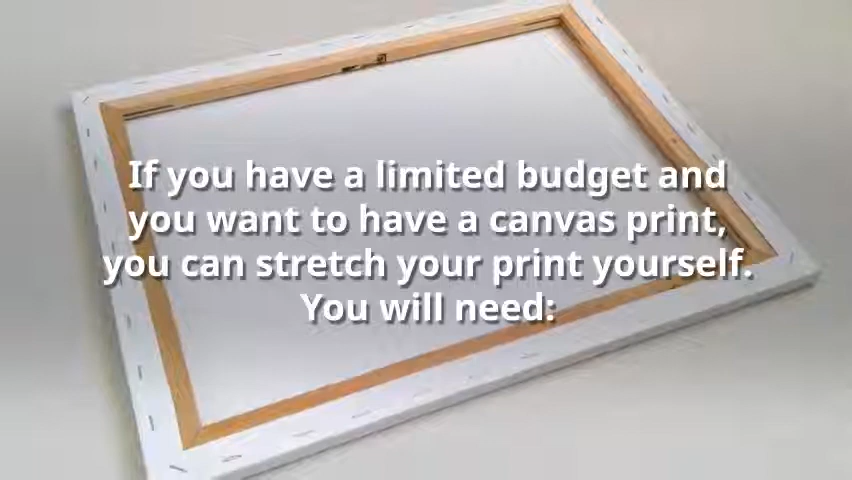 If you have a limited budget and
you want to have a canvas print,
you can stretch your print yourself.
You will need: